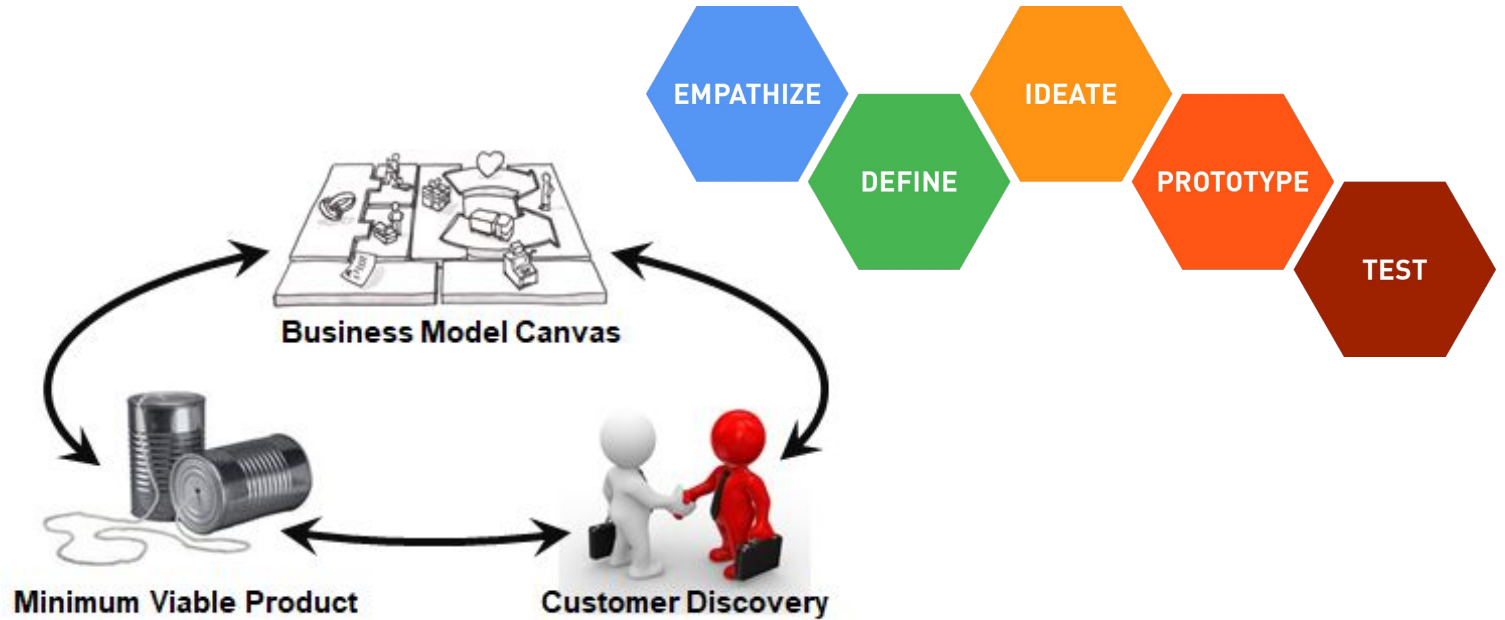 EMPATHIZE
IDEATE
DEFINE
PROTOTYPE
TEST
Business Model Canvas
Minimum Viable Product
Customer Discovery